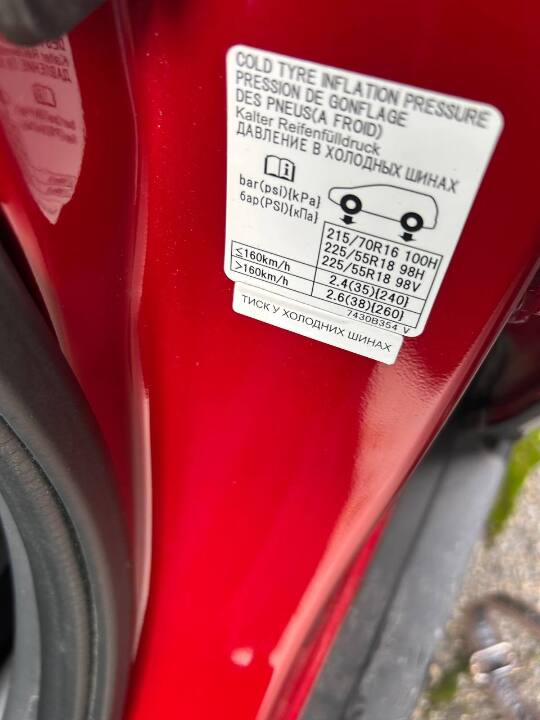 COLD TYRE INFLATION PRESSURE
PRESSION DE GONFLAGE
DES PNEUS(A FROID)
Kalter Reifenfülldruck
ДАВЛЕНИЕ В ХОЛОДНЫХ ШИНАХ
bar(psi){kPa}
бар(PSI){кПа}
215/70R16 100H
225/55R18 98H
225/55R18 98V
≤160km/h 2.4(35){240}
>160km/h 2.6(38){260}
7430B354 V
ТИСК У ХОЛОДНИХ ШИНАХ